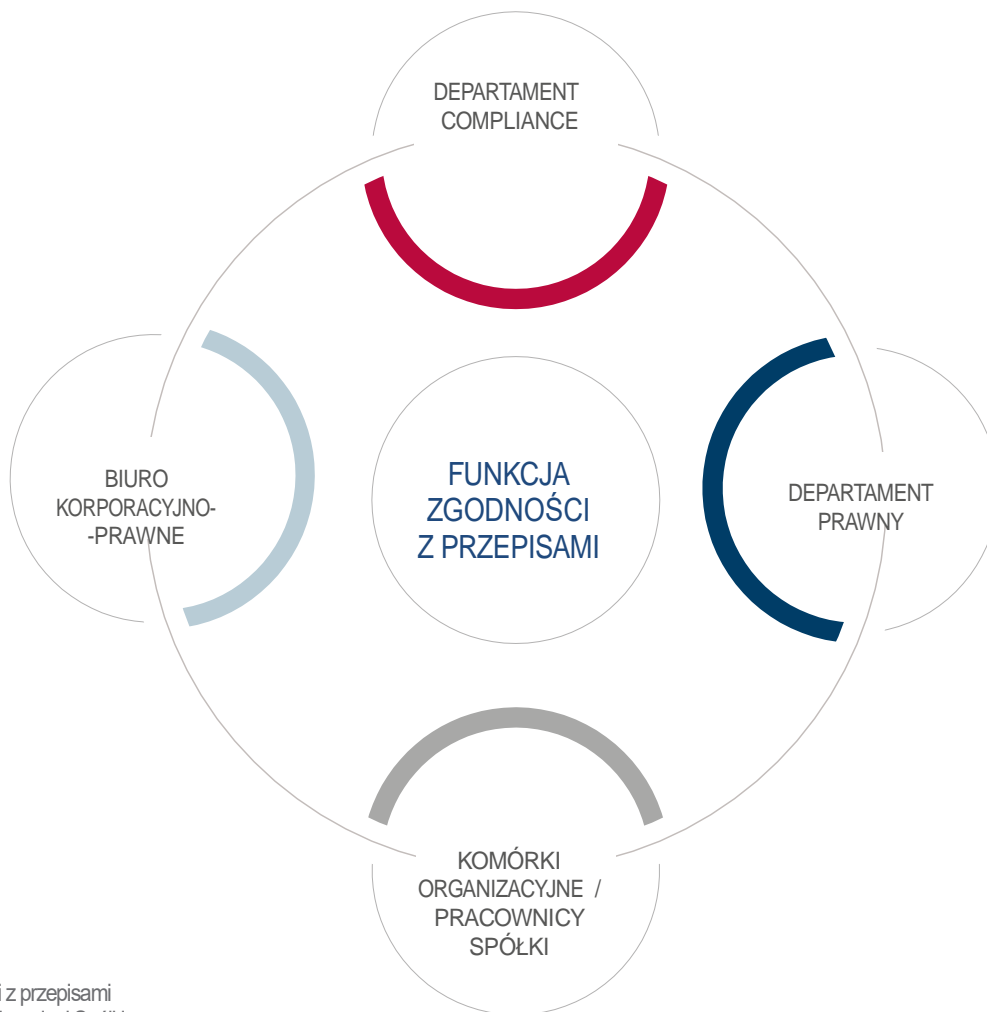 DEPARTAMENT
COMPLIANCE
BIURO
KORPORACYJNO-
-PRAWNE
FUNKCJA
ZGODNOŚCI
Z PRZEPISAMI
DEPARTAMENT
PRAWNY
KOMÓRKI
ORGANIZACYJNE /
PRACOWNICY
SPÓŁKI
i z przepisami